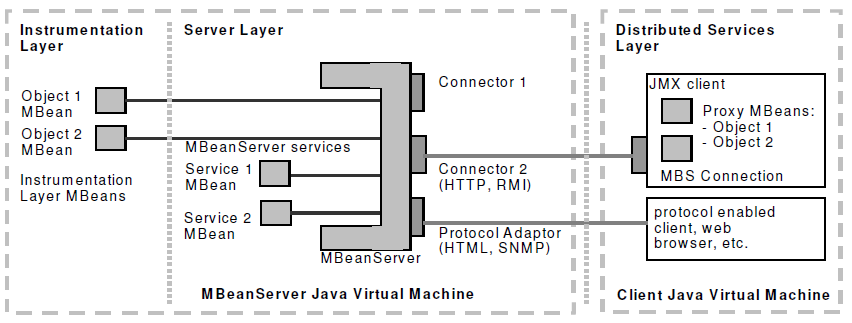 Instrumentation
Layer
Object 1
MBean
Object 2
MBean
Instrumentation
Layer MBeans
Server Layer
MBeanServer services
Service 1
MBean
Service 2
MBean
MBeanServer
Connector 1
Connector 2
(HTTP, RMI)
Protocol Adaptor
(HTML, SNMP)
MBeanServer Java Virtual Machine
Distributed Services
Layer
JMX client
Proxy MBeans:
- Object 1
- Object 2
MBS Connection
protocol enabled
client, web
browser, etc.
Client Java Virtual Machine